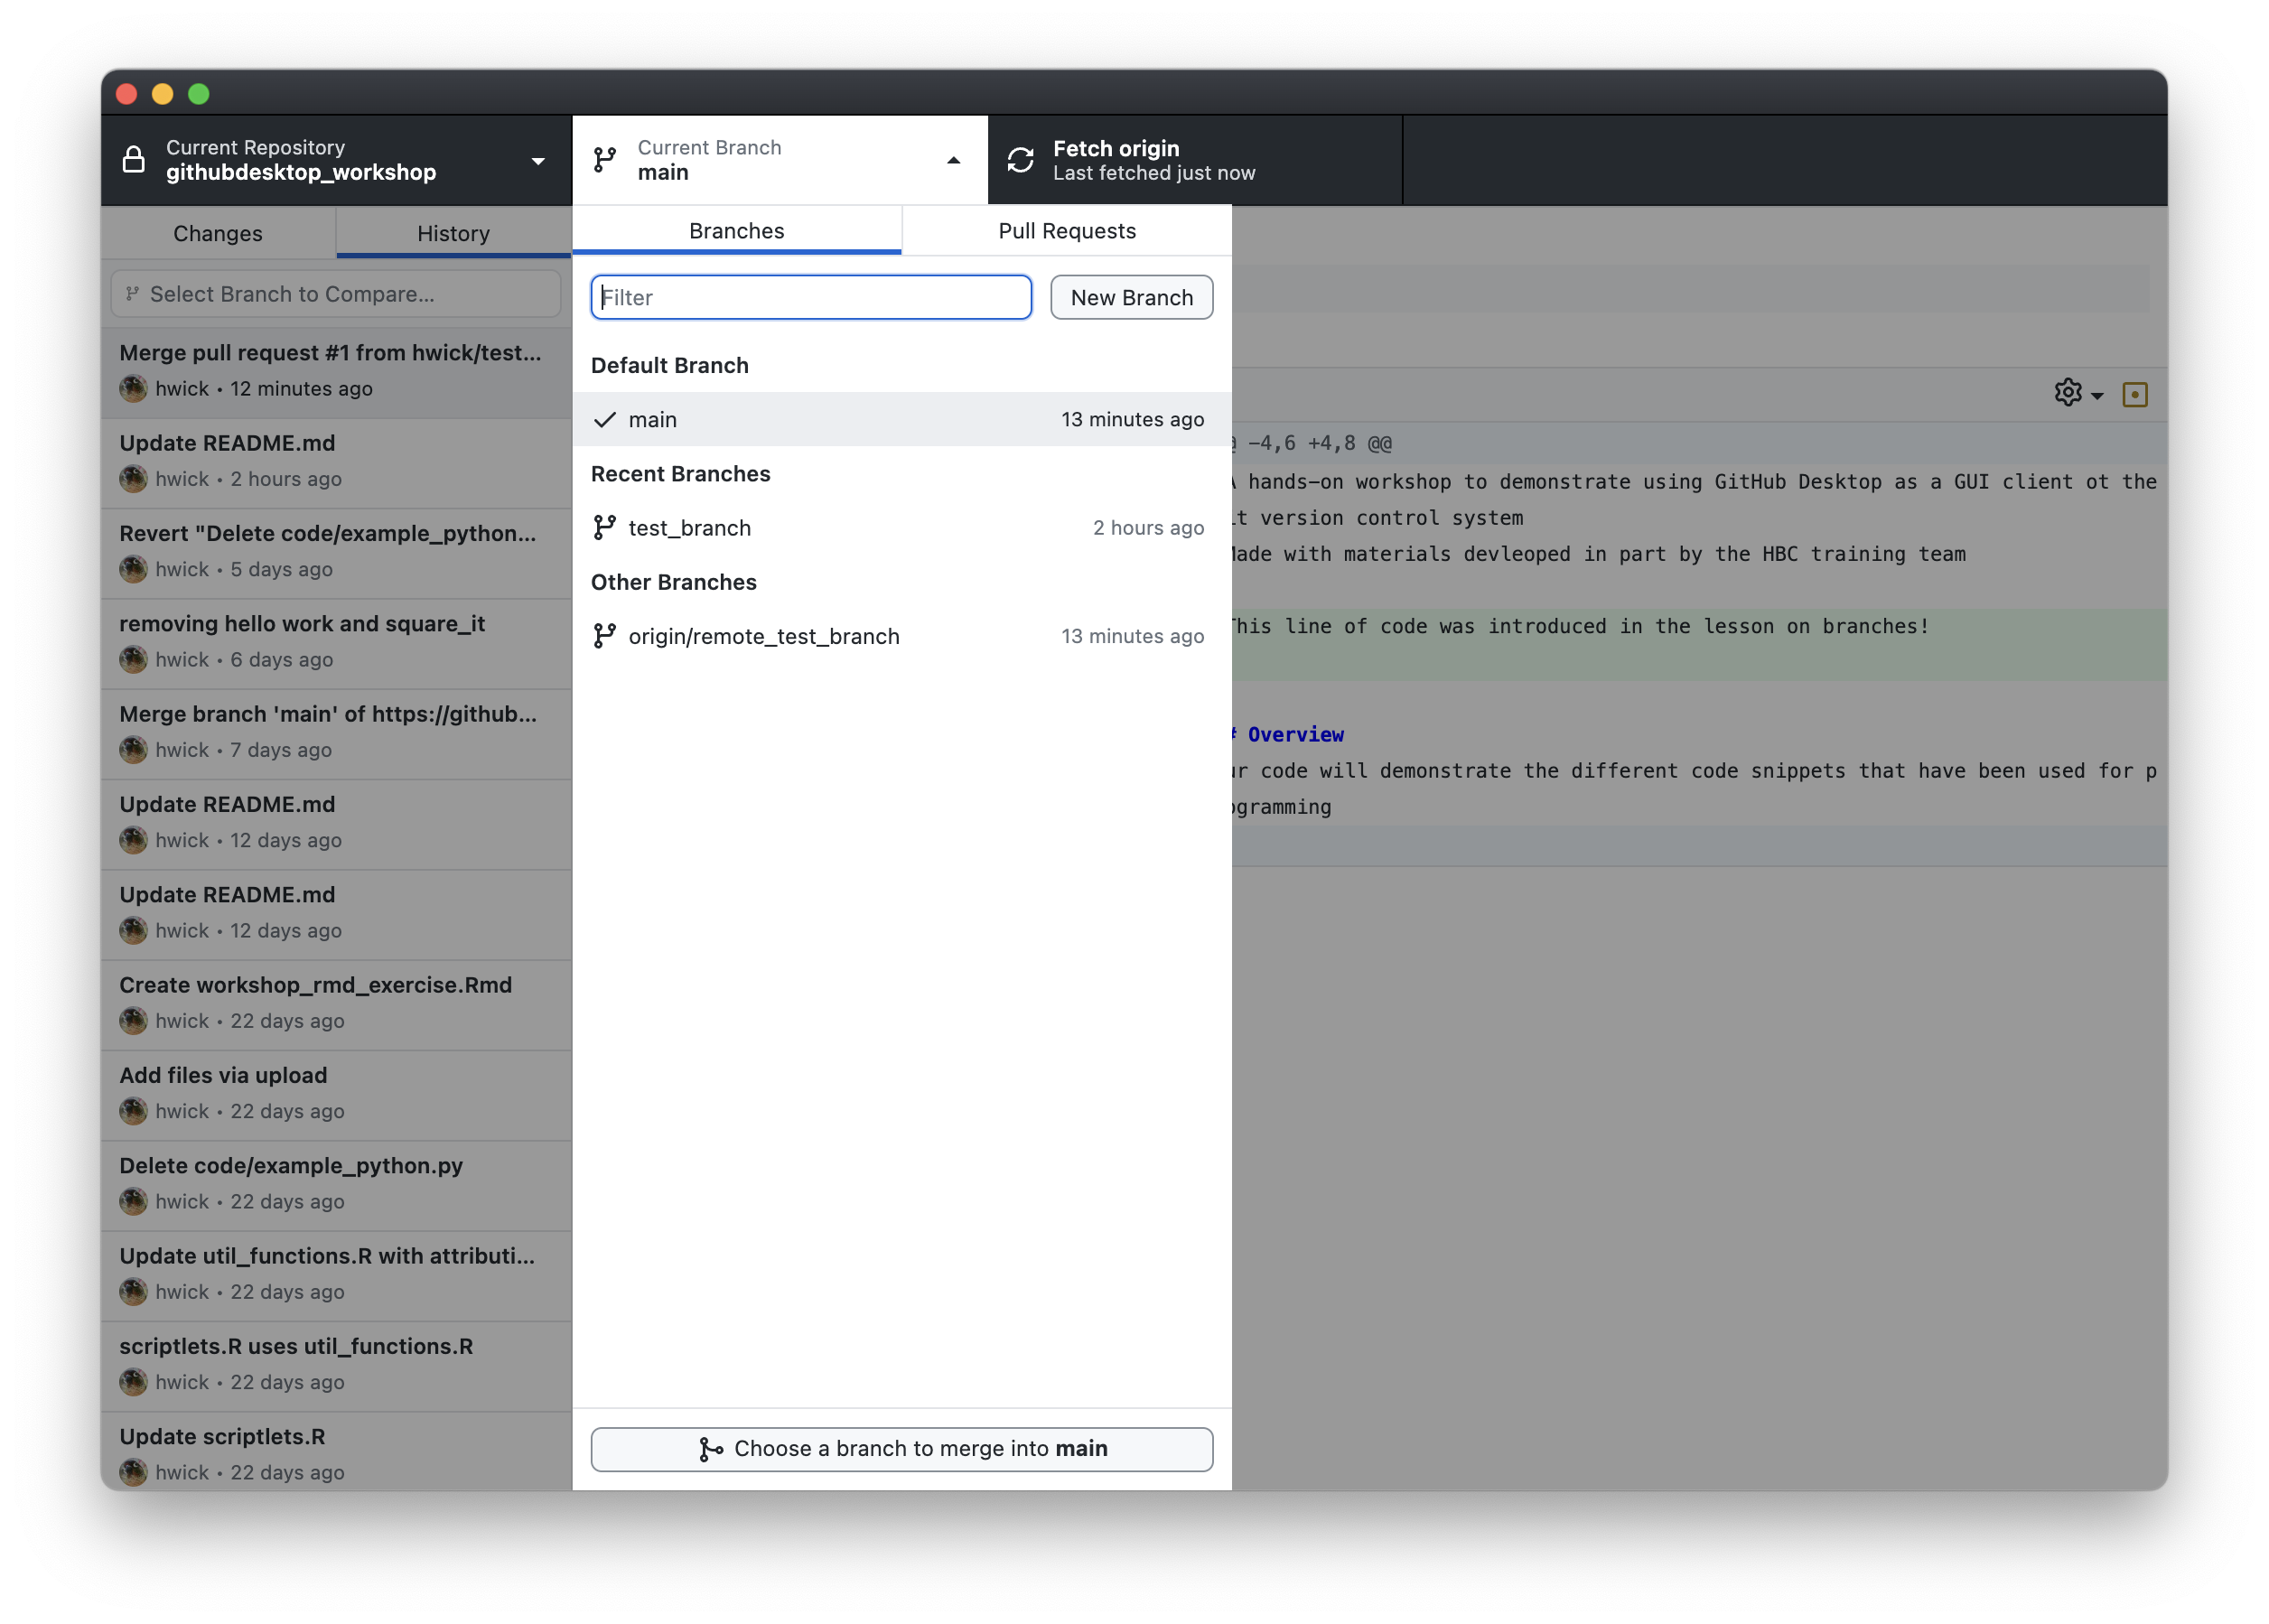 Current Repository
githubdesktop_workshop
Current Branch
main
Fetch origin
Last fetched just now
Changes
History
Select Branch to Compare...
Merge pull request #1 from hwick/test...
hwick • 12 minutes ago
Update README.md
hwick • 2 hours ago
Revert "Delete code/example_python...
hwick • 5 days ago
removing hello work and square_it
hwick • 6 days ago
Merge branch 'main' of https://github...
hwick • 7 days ago
Update README.md
hwick • 12 days ago
Update README.md
hwick • 12 days ago
Create workshop_rmd_exercise.Rmd
hwick • 22 days ago
Add files via upload
hwick • 22 days ago
Delete code/example_python.py
hwick • 22 days ago
Update util_functions.R with attributi...
hwick • 22 days ago
scriptlets.R uses util_functions.R
hwick • 22 days ago
Update scriptlets.R
hwick • 22 days ago
Branches
Pull Requests
Filter
New Branch
Default Branch
main
13 minutes ago
Recent Branches
test_branch
2 hours ago
Other Branches
origin/remote_test_branch
13 minutes ago
Choose a branch to merge into main
-4,6 +4,8 @@
hands-on workshop to demonstrate using GitHub Desktop as a GUI client ot the
version control system
with materials devleoped in part by the HBC training team
This line of code was introduced in the lesson on branches!
# Overview
code will demonstrate the different code snippets that have been used for p
ogramming